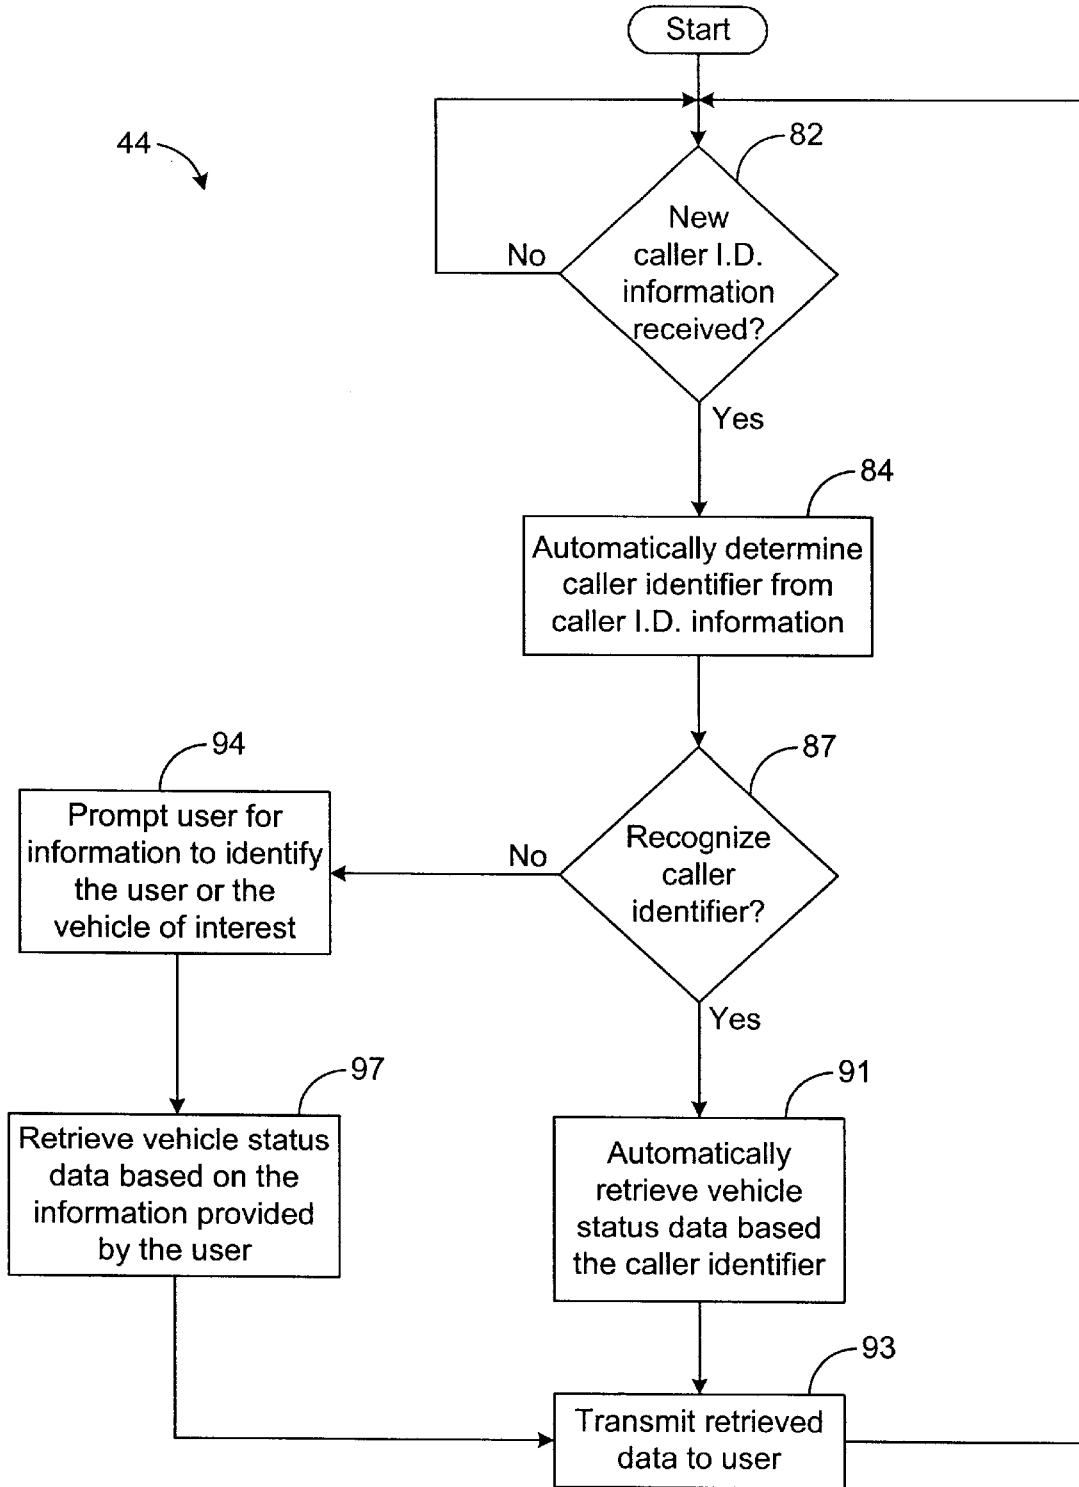 Start
44
82
New
caller I.D.
information
received?
No
Yes
84
Automatically determine
caller identifier from
caller I.D. information
94
87
Prompt user for
information to identify
the user or the
vehicle of interest
No
Recognize
caller
identifier?
Yes
97
91
Retrieve vehicle status
data based on the
information provided
by the user
Automatically
retrieve vehicle
status data based
the caller identifier
93
Transmit retrieved
data to user